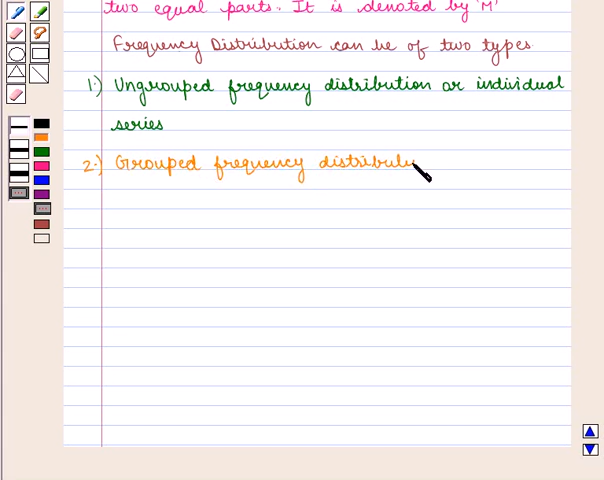 two equal parts. It is denoted by 'M'
Frequency Distribution can be of two types
1.) Ungrouped frequency distribution or individual
series
2.) Grouped frequency distribu